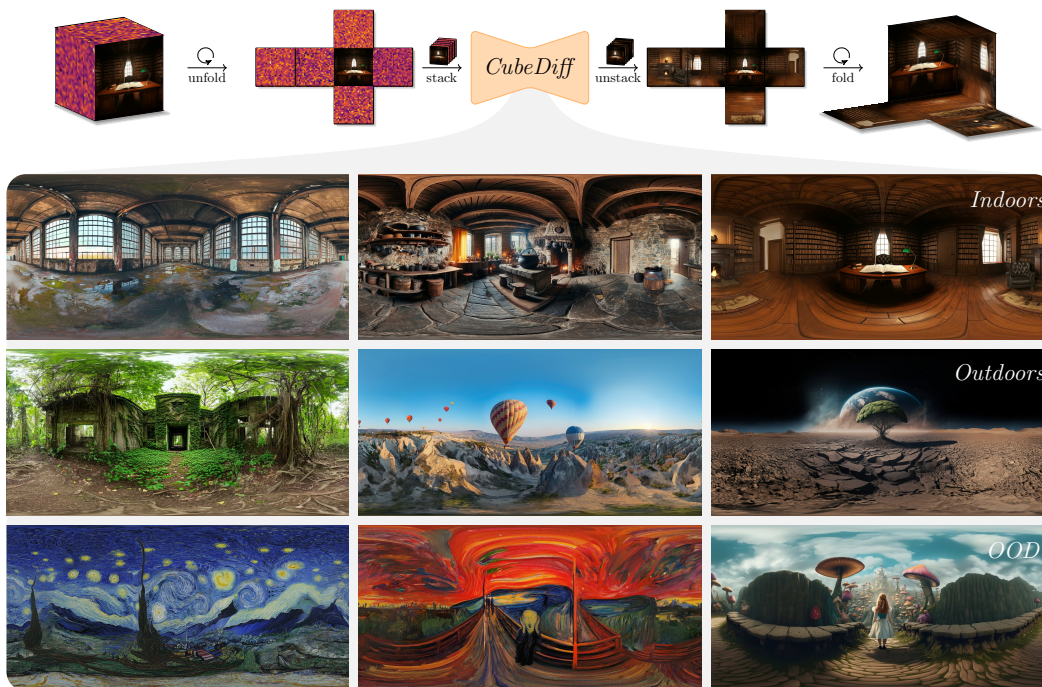 unfold
stack
CubeDiff
unstack
fold
Indoors
Outdoors
OOD